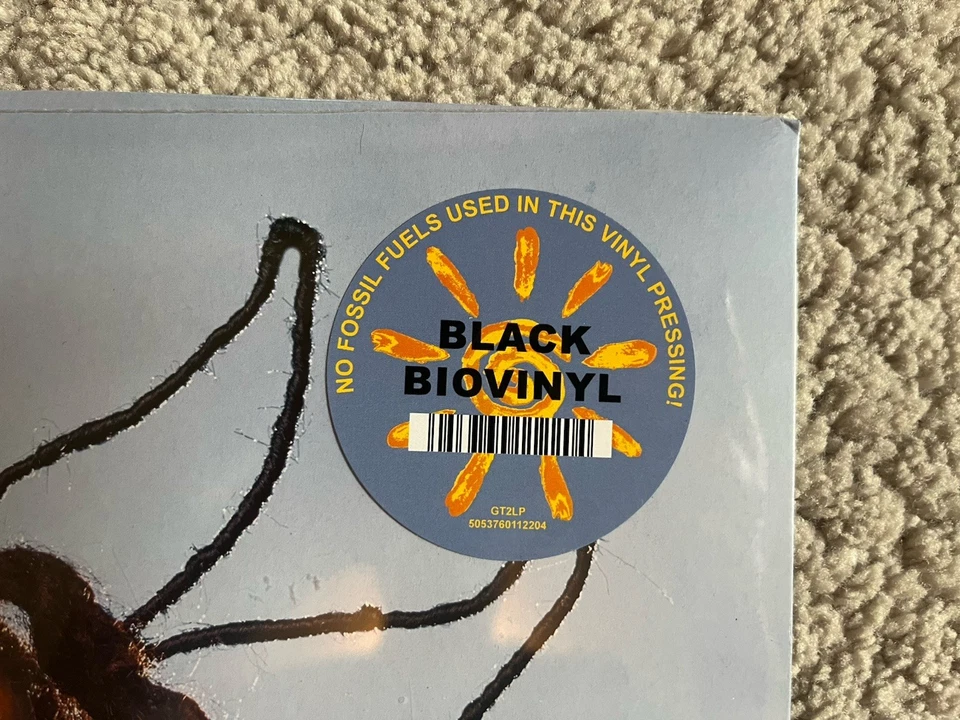 NO FOSSIL FUELS USED IN THIS VINYL PRESSING!
BLACK
BIOVINYL
GT2LP
5053760112204